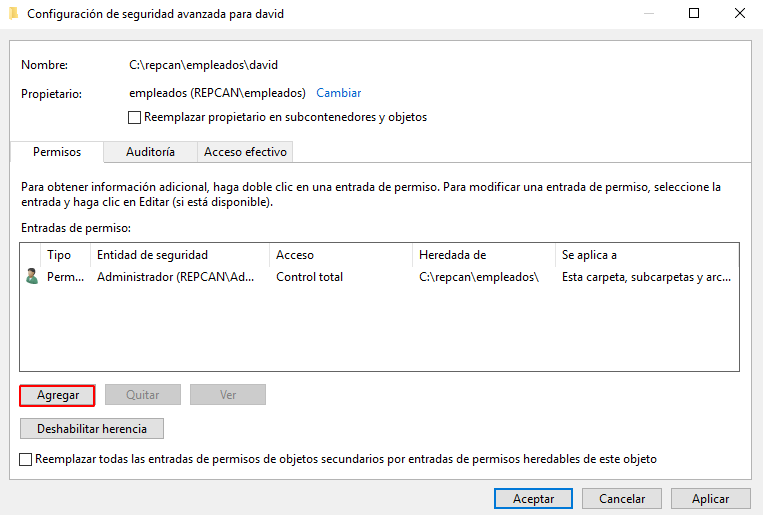 Configuración de seguridad avanzada para david
Nombre: C:\repcan\empleados\david
Propietario: empleados (REPCAN\empleados) Cambiar
Reemplazar propietario en subcontenedores y objetos
Permisos Auditoría Acceso efectivo
Para obtener información adicional, haga doble clic en una entrada de permiso. Para modificar una entrada de permiso, seleccione la
entrada y haga clic en Editar (si está disponible).
Entradas de permiso:
Tipo Entidad de seguridad Acceso Heredada de Se aplica a
Perm... Administrador (REPCAN\Ad... Control total C:\repcan\empleados\ Esta carpeta, subcarpetas y arc...
Agregar Quitar Ver
Deshabilitar herencia
Reemplazar todas las entradas de permisos de objetos secundarios por entradas de permisos heredables de este objeto
Aceptar Cancelar Aplicar